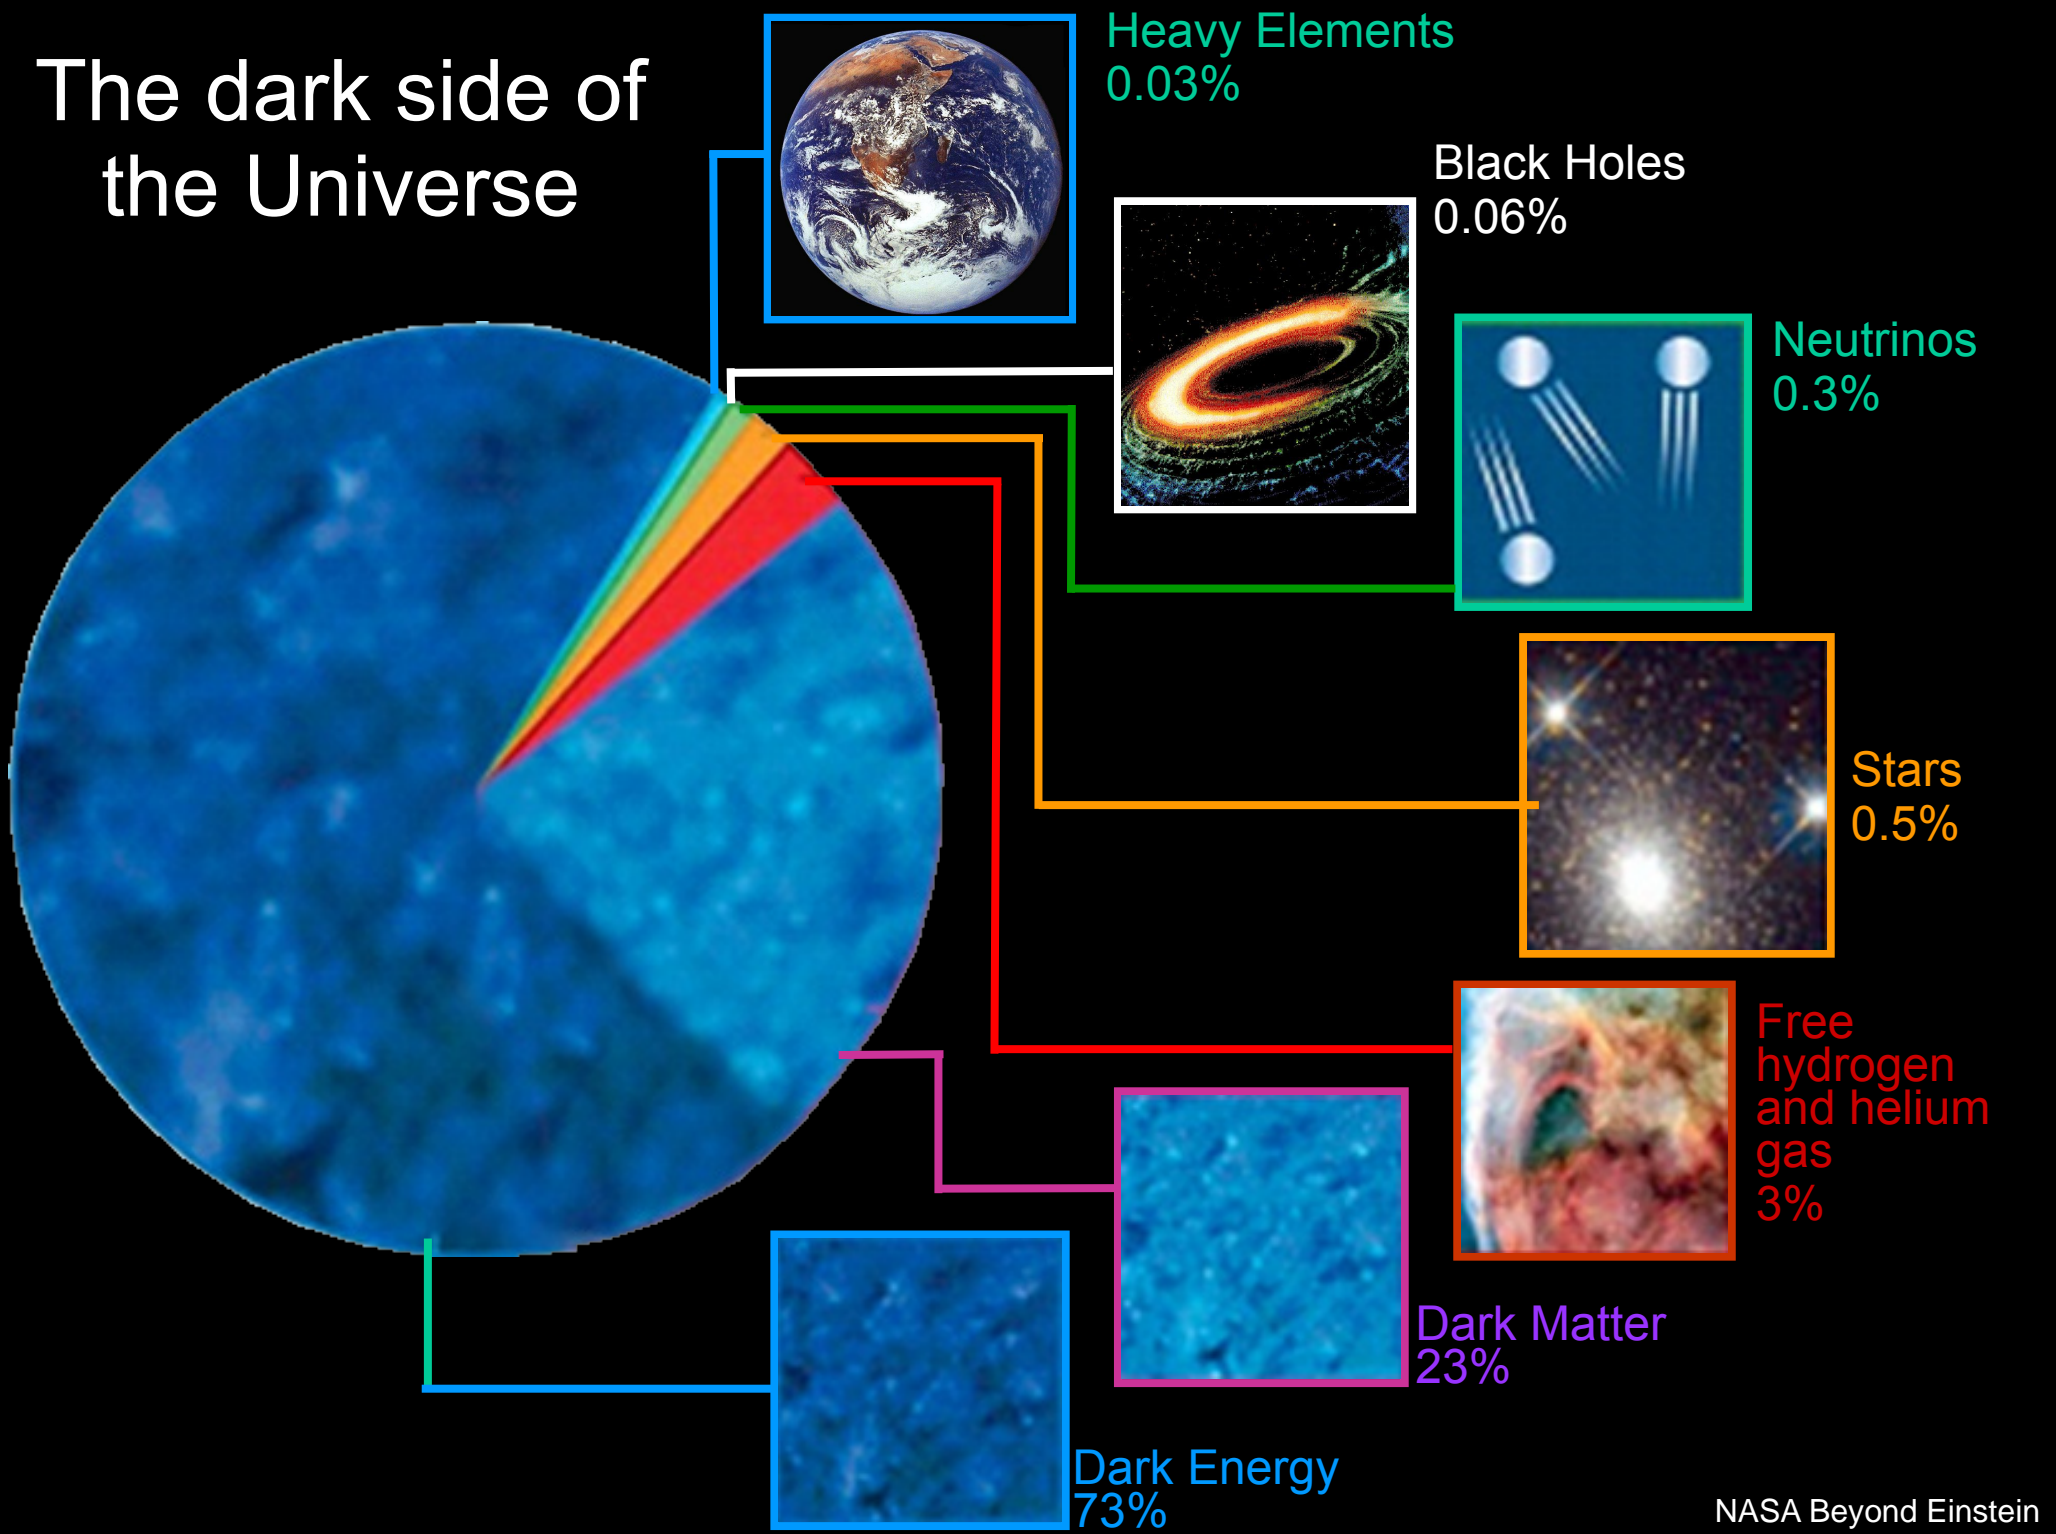 The dark side of
the Universe
Heavy Elements
0.03%
Black Holes
0.06%
Neutrinos
0.3%
Stars
0.5%
Free
hydrogen
and helium
gas
3%
Dark Matter
23%
Dark Energy
73%
NASA Beyond Einstein